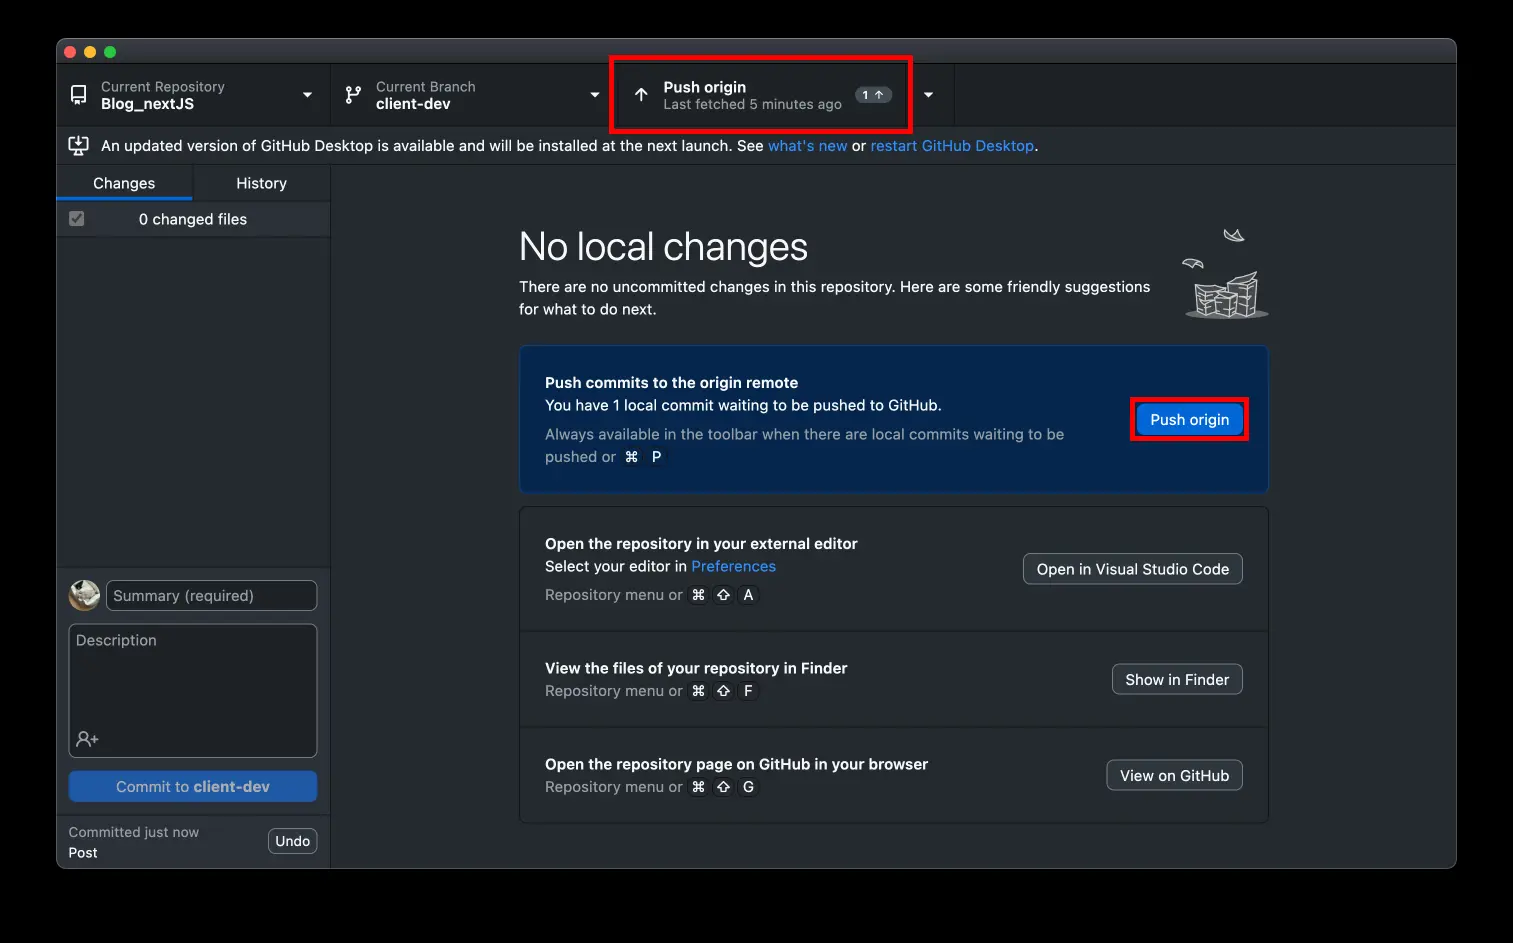 Current Repository
Blog_nextJS
Current Branch
client-dev
Push origin
Last fetched 5 minutes ago
1 ↑
An updated version of GitHub Desktop is available and will be installed at the next launch. See what's new or restart GitHub Desktop.
Changes
History
0 changed files
No local changes
There are no uncommitted changes in this repository. Here are some friendly suggestions
for what to do next.
Push commits to the origin remote
You have 1 local commit waiting to be pushed to GitHub.
Always available in the toolbar when there are local commits waiting to be
pushed or ⌘ P
Push origin
Open the repository in your external editor
Select your editor in Preferences
Repository menu or ⌘ ⇧ A
Open in Visual Studio Code
View the files of your repository in Finder
Repository menu or ⌘ ⇧ F
Show in Finder
Open the repository page on GitHub in your browser
Repository menu or ⌘ ⇧ G
View on GitHub
Summary (required)
Description
Commit to client-dev
Committed just now
Post
Undo